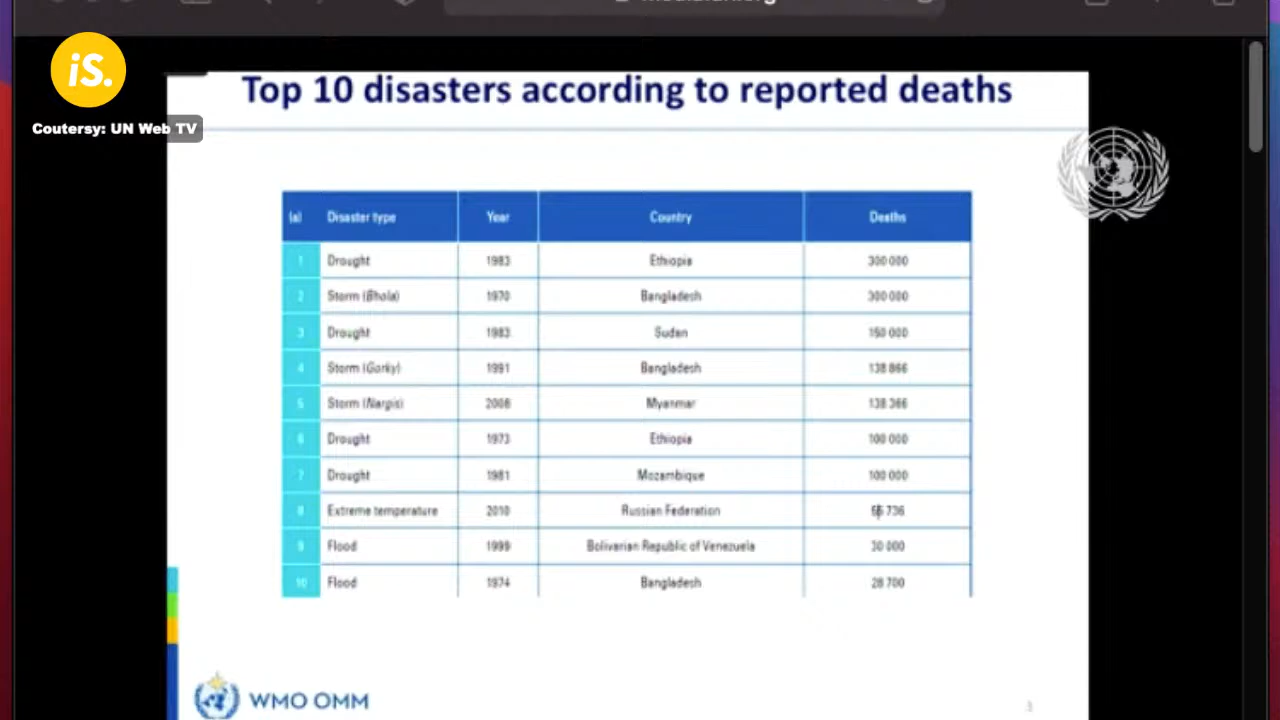 iS.
Coutersy: UN Web TV
Top 10 disasters according to reported deaths
(a) Disaster type Year Country Deaths
1 Drought 1983 Ethiopia 300 000
2 Storm (Bhola) 1970 Bangladesh 300 000
3 Drought 1983 Sudan 150 000
4 Storm (Gorky) 1991 Bangladesh 138 866
5 Storm (Nargis) 2008 Myanmar 138 366
6 Drought 1973 Ethiopia 100 000
7 Drought 1981 Mozambique 100 000
8 Extreme temperature 2010 Russian Federation 55 736
9 Flood 1999 Bolivarian Republic of Venezuela 30 000
10 Flood 1974 Bangladesh 28 700
WMO OMM
3